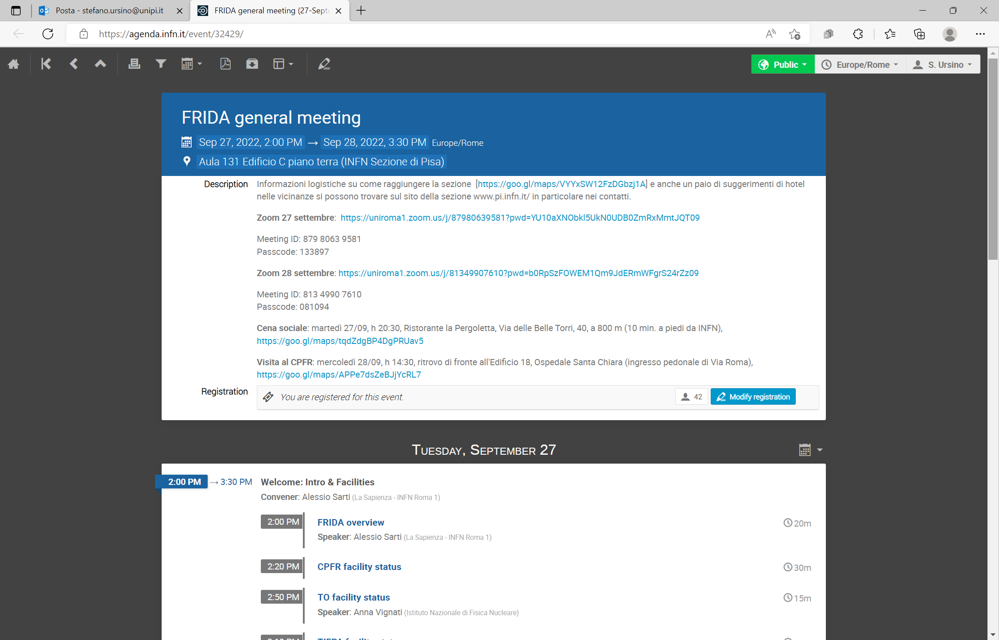 Posta - stefano.ursino@unipi.it
FRIDA general meeting (27-Sept
https://agenda.infn.it/event/32429/
Public
Europe/Rome
S. Ursino
FRIDA general meeting
Sep 27, 2022, 2:00 PM → Sep 28, 2022, 3:30 PM Europe/Rome
Aula 131 Edificio C piano terra (INFN Sezione di Pisa)
Description
Informazioni logistiche su come raggiungere la sezione [https://goo.gl/maps/VYYxSW12FzDGbzj1A] e anche un paio di suggerimenti di hotel
nelle vicinanze si possono trovare sul sito della sezione www.pi.infn.it/ in particolare nei contatti.
Zoom 27 settembre: https://uniroma1.zoom.us/j/87980639581?pwd=YU10aXNObkl5UkN0UDB0ZmRxMmtJQT09
Meeting ID: 879 8063 9581
Passcode: 133897
Zoom 28 settembre: https://uniroma1.zoom.us/j/81349907610?pwd=b0RpSzFOWEM1Qm9JdERmWFgrS24rZz09
Meeting ID: 813 4990 7610
Passcode: 081094
Cena sociale: martedì 27/09, h 20:30, Ristorante la Pergoletta, Via delle Belle Torri, 40, a 800 m (10 min. a piedi da INFN),
https://goo.gl/maps/tqdZdgBP4DgPRUav5
Visita al CPFR: mercoledì 28/09, h 14:30, ritrovo di fronte all'Edificio 18, Ospedale Santa Chiara (ingresso pedonale di Via Roma),
https://goo.gl/maps/APPe7dsZeBJjYcRL7
Registration
You are registered for this event.
42
Modify registration
Tuesday, September 27
2:00 PM → 3:30 PM
Welcome: Intro & Facilities
Convener: Alessio Sarti (La Sapienza - INFN Roma 1)
2:00 PM
FRIDA overview
20m
Speaker: Alessio Sarti (La Sapienza - INFN Roma 1)
2:20 PM
CPFR facility status
30m
2:50 PM
TO facility status
15m
Speaker: Anna Vignati (Istituto Nazionale di Fisica Nucleare)